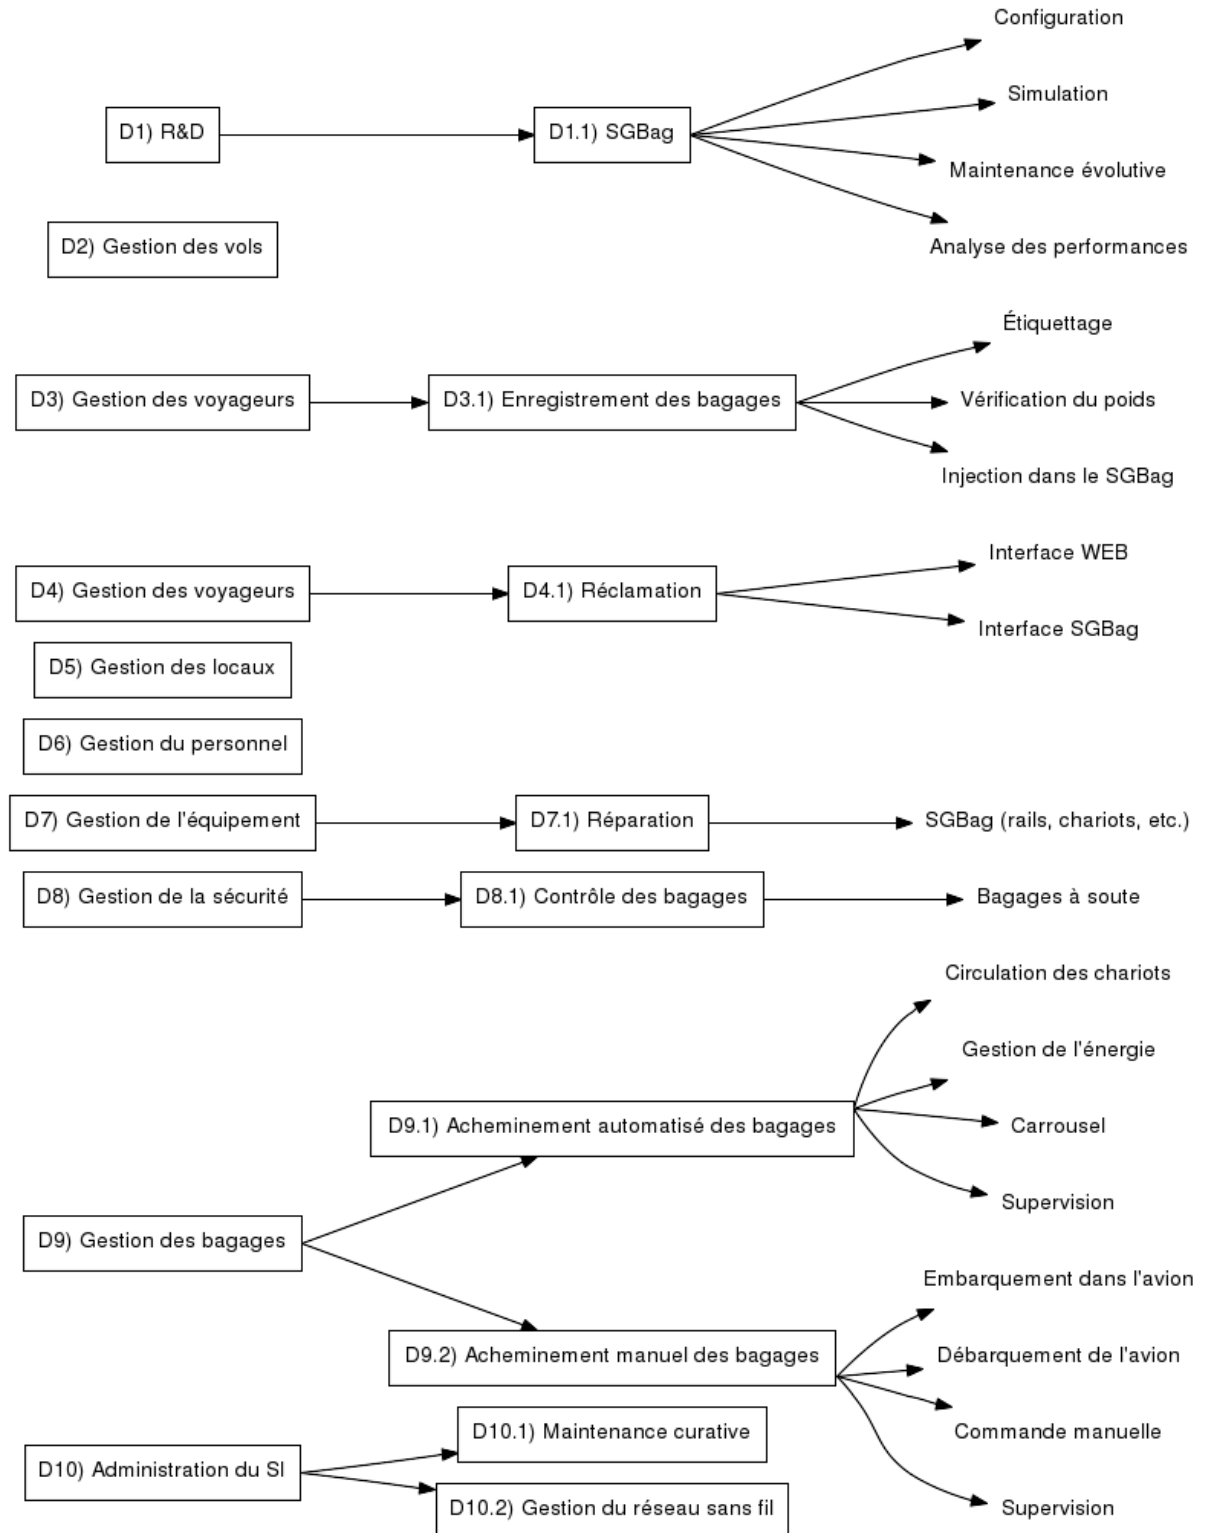 Configuration
Simulation
D1) R&D
D1.1) SGBag
Maintenance évolutive
D2) Gestion des vols
Analyse des performances
Étiquettage
D3) Gestion des voyageurs
D3.1) Enregistrement des bagages
Vérification du poids
Injection dans le SGBag
Interface WEB
D4) Gestion des voyageurs
D4.1) Réclamation
Interface SGBag
D5) Gestion des locaux
D6) Gestion du personnel
D7) Gestion de l'équipement
D7.1) Réparation
SGBag (rails, chariots, etc.)
D8) Gestion de la sécurité
D8.1) Contrôle des bagages
Bagages à soute
Circulation des chariots
Gestion de l'énergie
D9.1) Acheminement automatisé des bagages
Carrousel
Supervision
D9) Gestion des bagages
Embarquement dans l'avion
D9.2) Acheminement manuel des bagages
Débarquement de l'avion
Commande manuelle
D10.1) Maintenance curative
D10) Administration du SI
D10.2) Gestion du réseau sans fil
Supervision